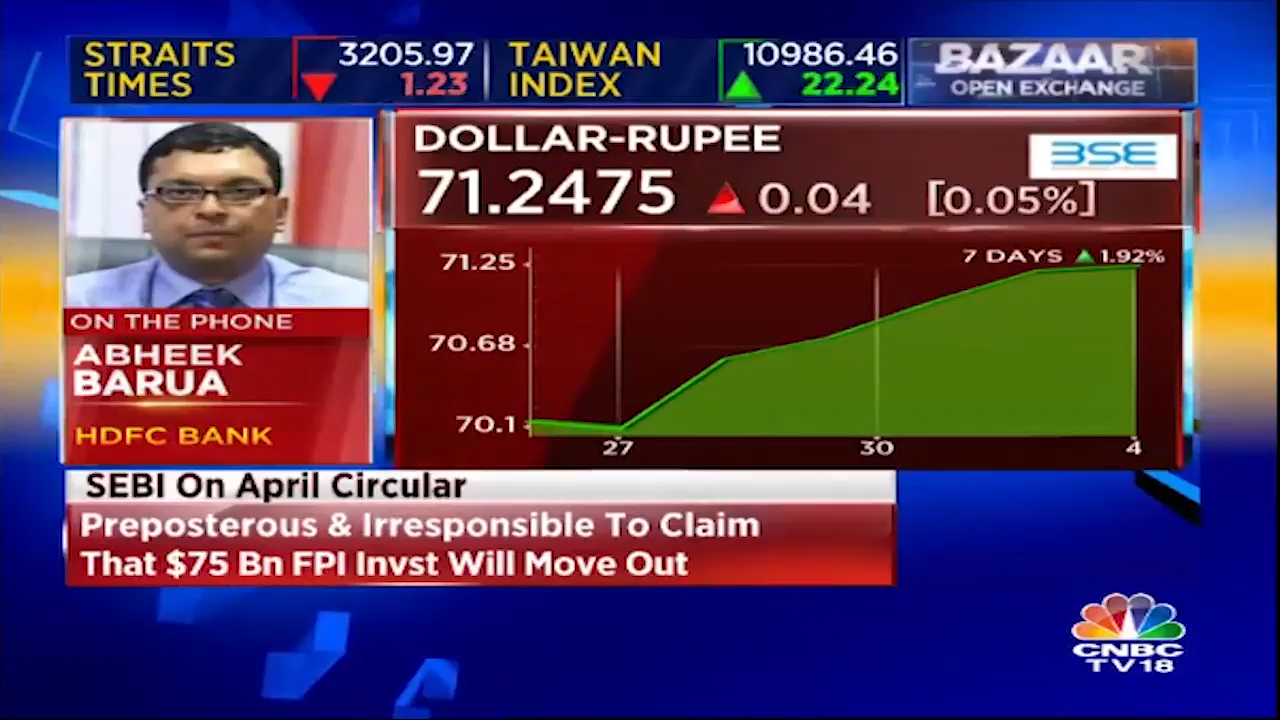 STRAITS TIMES
3205.97
1.23
TAIWAN INDEX
10986.46
22.24
BAZAAR
OPEN EXCHANGE
DOLLAR-RUPEE
BSE
71.2475 0.04 [0.05%]
7 DAYS 1.92%
71.25
70.68
70.1
27 30 4
ON THE PHONE
ABHEEK
BARUA
HDFC BANK
SEBI On April Circular
Preposterous & Irresponsible To Claim
That $75 Bn FPI Invst Will Move Out
CNBC
TV18